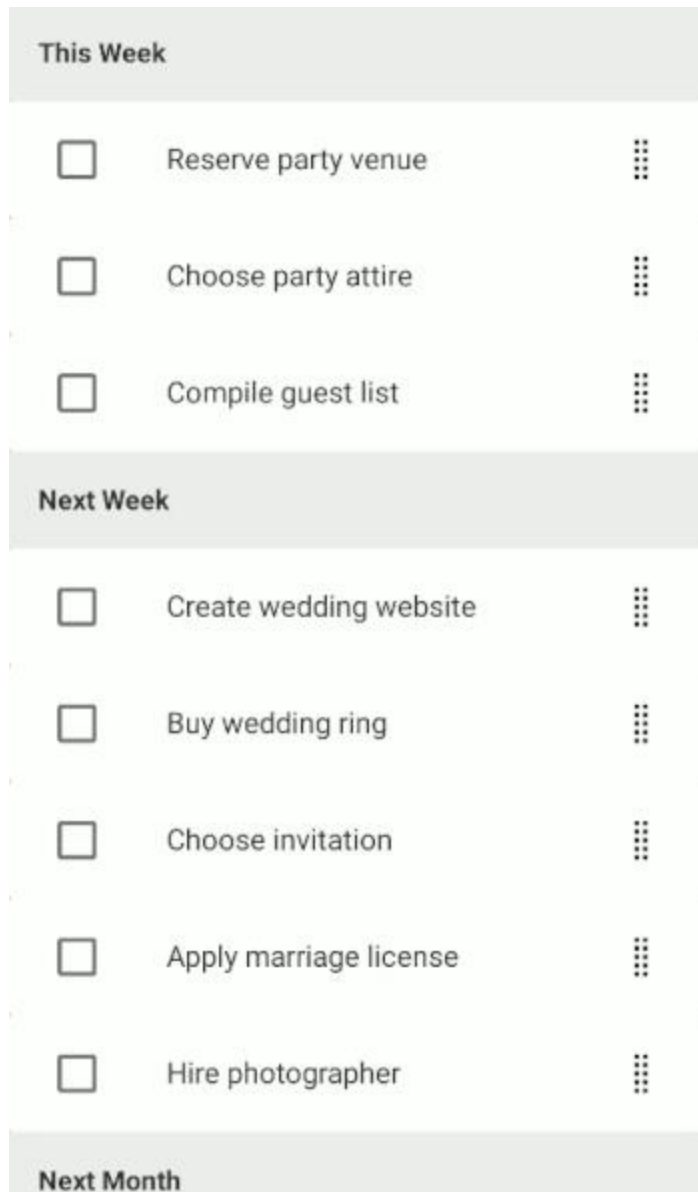 This Week
Reserve party venue
Choose party attire
Compile guest list
Next Week
Create wedding website
Buy wedding ring
Choose invitation
Apply marriage license
Hire photographer
Next Month